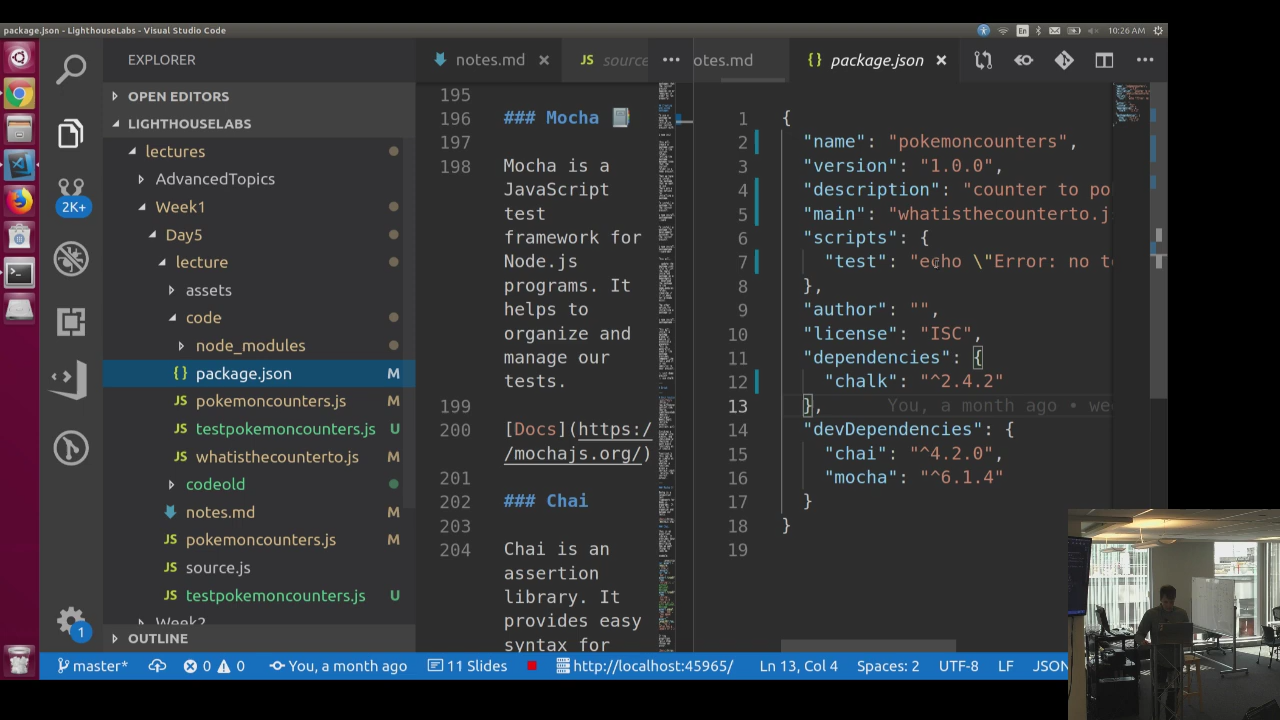 package.json - LighthouseLabs - Visual Studio Code
En
10:26 AM
EXPLORER
OPEN EDITORS
LIGHTHOUSELABS
lectures
AdvancedTopics
Week1
Day5
lecture
assets
code
node_modules
{} package.json M
JS pokemoncounters.js M
JS testpokemoncounters.js U
JS whatisthecounterto.js M
codeold
notes.md M
JS pokemoncounters.js M
JS source.js
JS testpokemoncounters.js U
Week2
OUTLINE
2K+
1
notes.md
JS source
195
196 ### Mocha
197
198 Mocha is a
JavaScript
test
framework for
Node.js
programs. It
helps to
organize and
manage our
tests.
199
200 [Docs](https:/
/mochajs.org/)
201
202 ### Chai
203
204 Chai is an
assertion
library. It
provides easy
syntax for
otes.md
{} package.json
1 {
2 "name": "pokemoncounters",
3 "version": "1.0.0",
4 "description": "counter to po
5 "main": "whatisthecounterto.j
6 "scripts": {
7 "test": "echo \"Error: no te
8 },
9 "author": "",
10 "license": "ISC",
11 "dependencies": {
12 "chalk": "^2.4.2"
13 }, You, a month ago • we
14 "devDependencies": {
15 "chai": "^4.2.0",
16 "mocha": "^6.1.4"
17 }
18 }
19
master* 0 0 You, a month ago 11 Slides http://localhost:45965/ Ln 13, Col 4 Spaces: 2 UTF-8 LF JSON